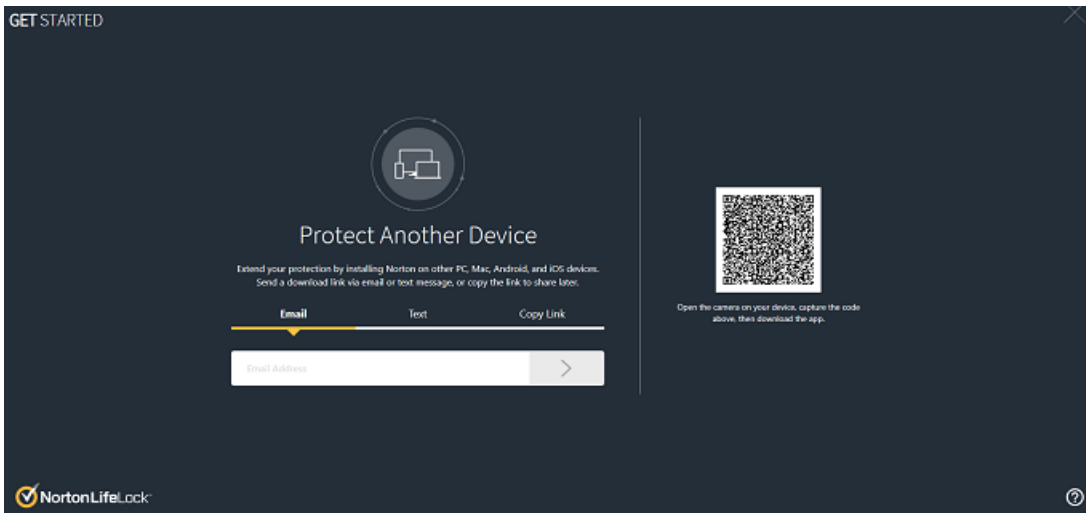 GET STARTED
Protect Another Device
Extend your protection by installing Norton on other PC, Mac, Android, and iOS devices.
Send a download link via email or text message, or copy the link to share later.
Email Text Copy Link
Email Address
Open the camera on your device, capture the code
above, then download the app.
NortonLifeLock
?